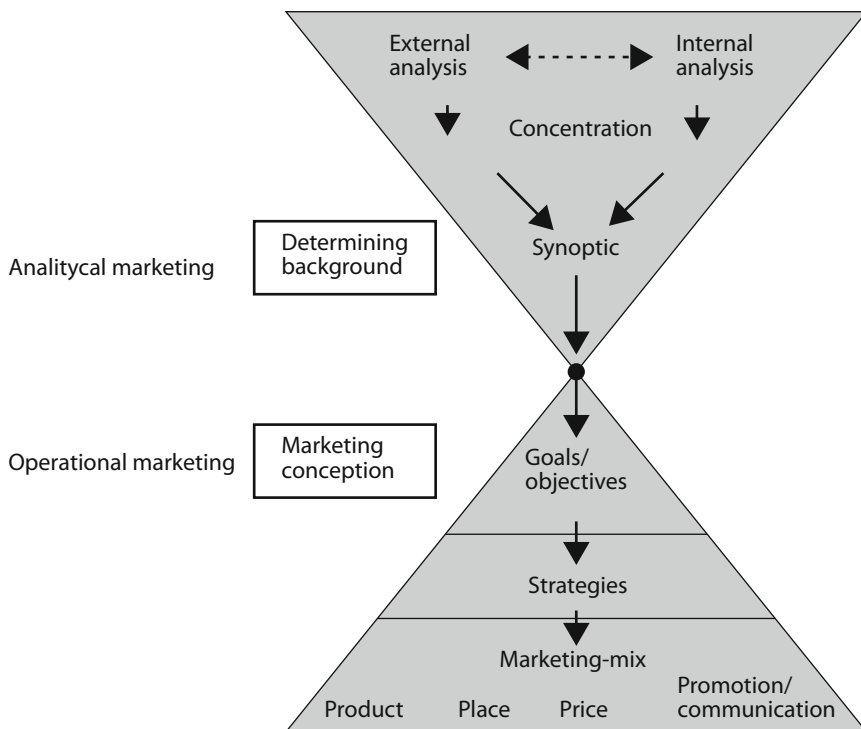 External
analysis
Internal
analysis
Concentration
Synoptic
Analitycal marketing
Determining
background
Operational marketing
Marketing
conception
Goals/
objectives
Strategies
Marketing-mix
Product
Place
Price
Promotion/
communication